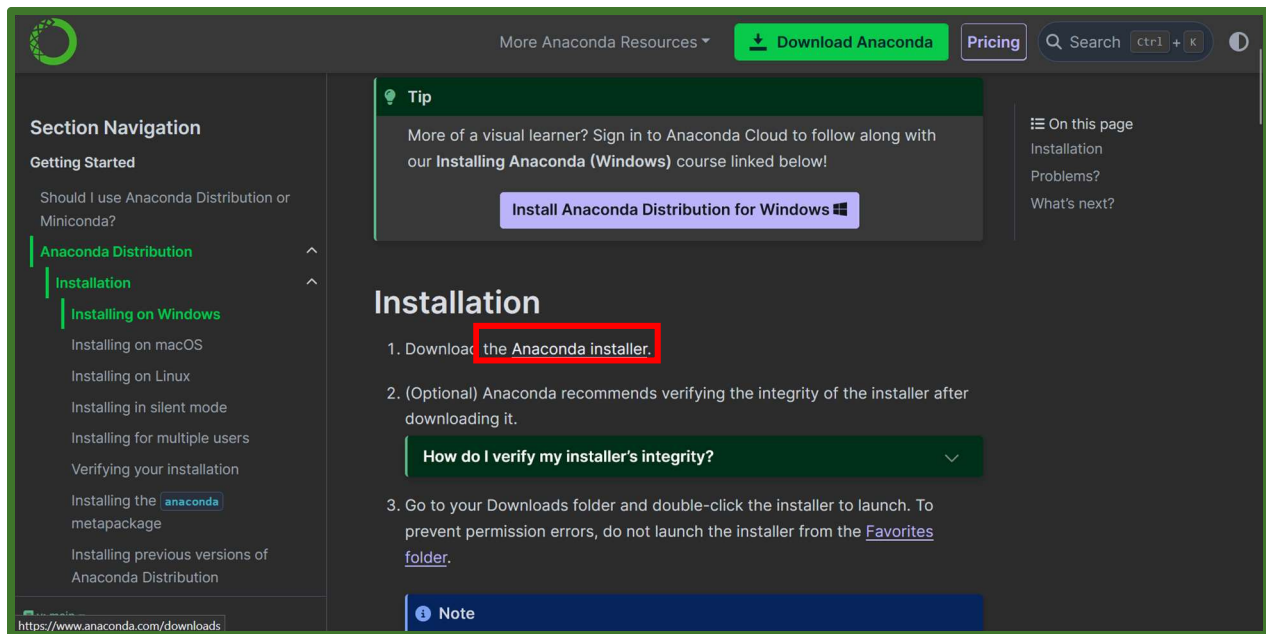 More Anaconda Resources
Download Anaconda
Pricing
Search Ctrl + K
Section Navigation
Getting Started
Should I use Anaconda Distribution or
Miniconda?
Anaconda Distribution
Installation
Installing on Windows
Installing on macOS
Installing on Linux
Installing in silent mode
Installing for multiple users
Verifying your installation
Installing the anaconda
metapackage
Installing previous versions of
Anaconda Distribution
https://www.anaconda.com/downloads
Tip
More of a visual learner? Sign in to Anaconda Cloud to follow along with
our Installing Anaconda (Windows) course linked below!
Install Anaconda Distribution for Windows
Installation
1. Download the Anaconda installer.
2. (Optional) Anaconda recommends verifying the integrity of the installer after
downloading it.
How do I verify my installer's integrity?
3. Go to your Downloads folder and double-click the installer to launch. To
prevent permission errors, do not launch the installer from the Favorites
folder.
Note
On this page
Installation
Problems?
What's next?